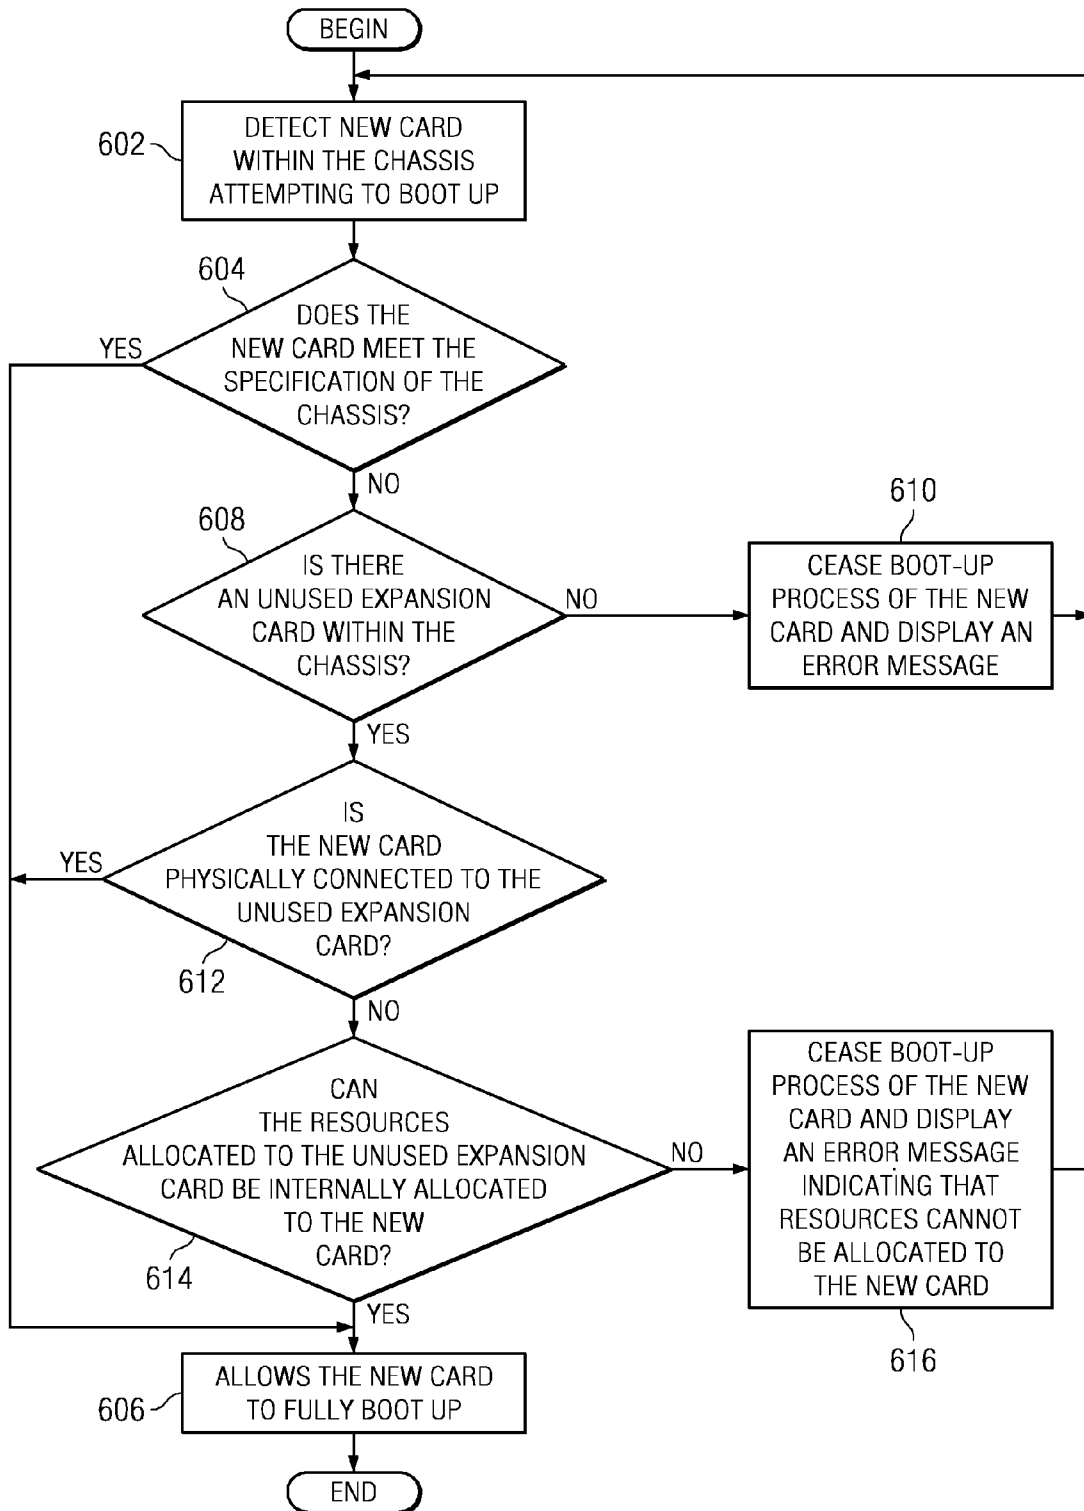 BEGIN
602
DETECT NEW CARD
WITHIN THE CHASSIS
ATTEMPTING TO BOOT UP
604
YES
DOES THE
NEW CARD MEET THE
SPECIFICATION OF THE
CHASSIS?
NO
608
IS THERE
AN UNUSED EXPANSION
CARD WITHIN THE
CHASSIS?
NO
610
CEASE BOOT-UP
PROCESS OF THE NEW
CARD AND DISPLAY AN
ERROR MESSAGE
YES
IS
THE NEW CARD
PHYSICALLY CONNECTED TO THE
UNUSED EXPANSION
CARD?
YES
612
NO
CAN
THE RESOURCES
ALLOCATED TO THE UNUSED EXPANSION
CARD BE INTERNALLY ALLOCATED
TO THE NEW
CARD?
614
NO
CEASE BOOT-UP
PROCESS OF THE NEW
CARD AND DISPLAY
AN ERROR MESSAGE
INDICATING THAT
RESOURCES CANNOT
BE ALLOCATED TO
THE NEW CARD
616
YES
606
ALLOWS THE NEW CARD
TO FULLY BOOT UP
END